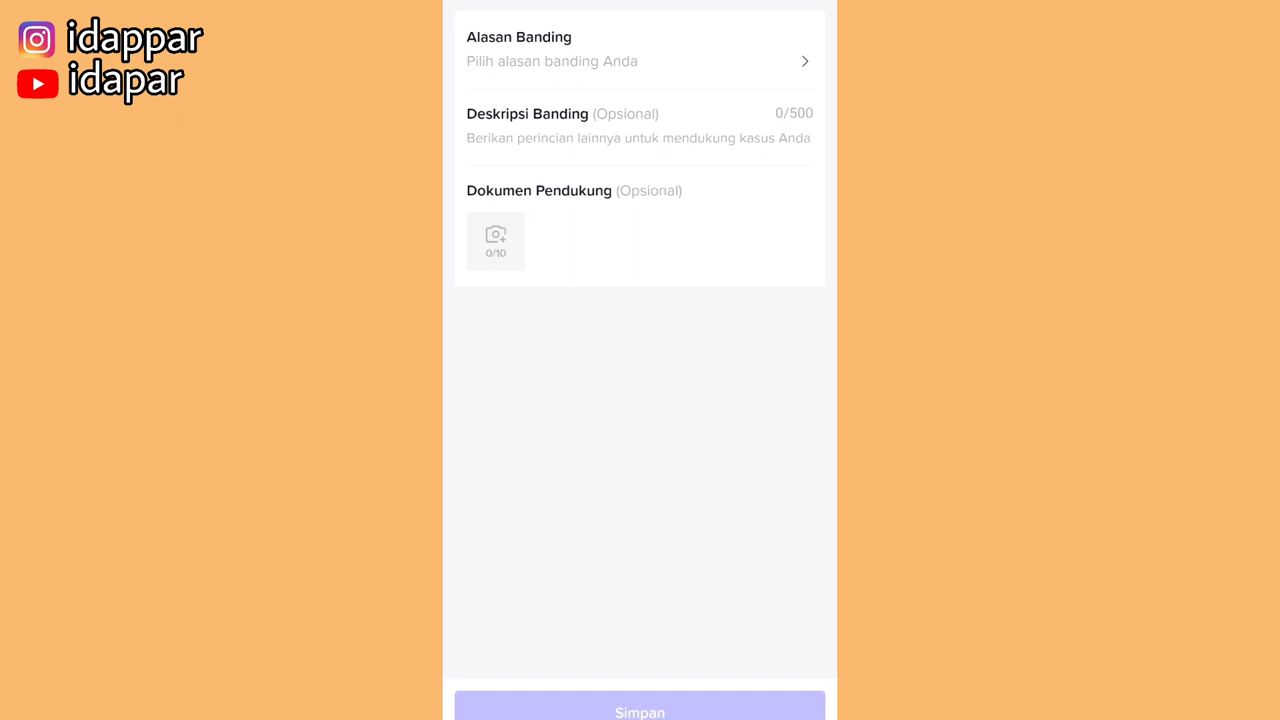 idappar
idapar
Alasan Banding
Pilih alasan banding Anda
Deskripsi Banding (Opsional) 0/500
Berikan perincian lainnya untuk mendukung kasus Anda
Dokumen Pendukung (Opsional)
0/10
Simpan